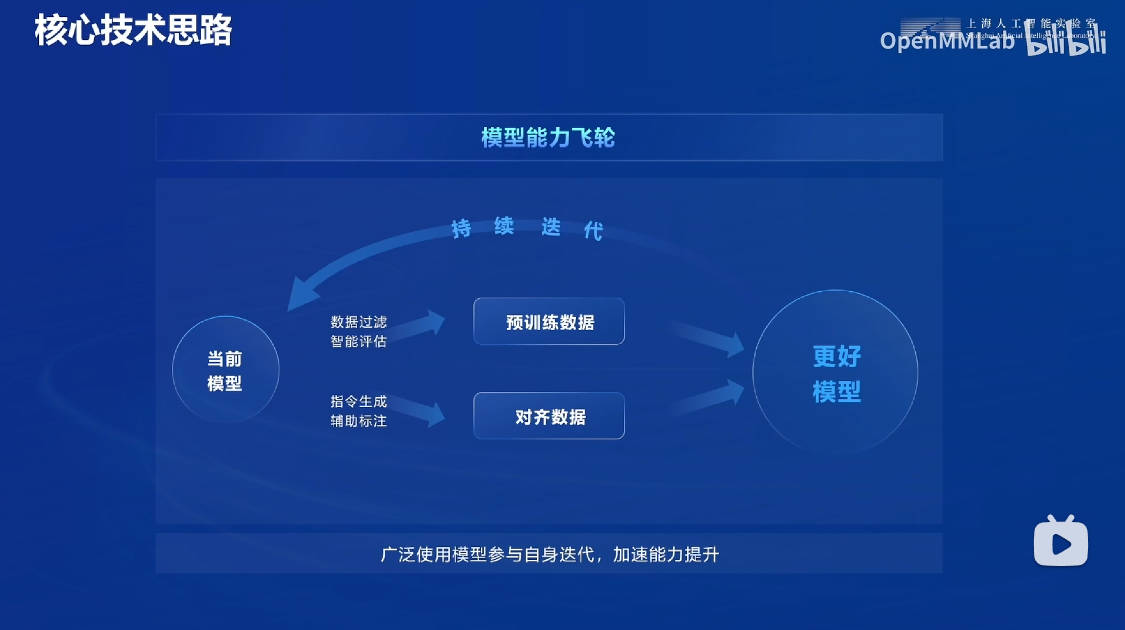 核心技术思路
上海人工智能实验室
Shanghai Artificial Intelligence Laboratory
OpenMMLab
bilibili
模型能力飞轮
持续迭代
数据过滤
智能评估
预训练数据
当前
模型
更好
模型
指令生成
辅助标注
对齐数据
广泛使用模型参与自身迭代，加速能力提升